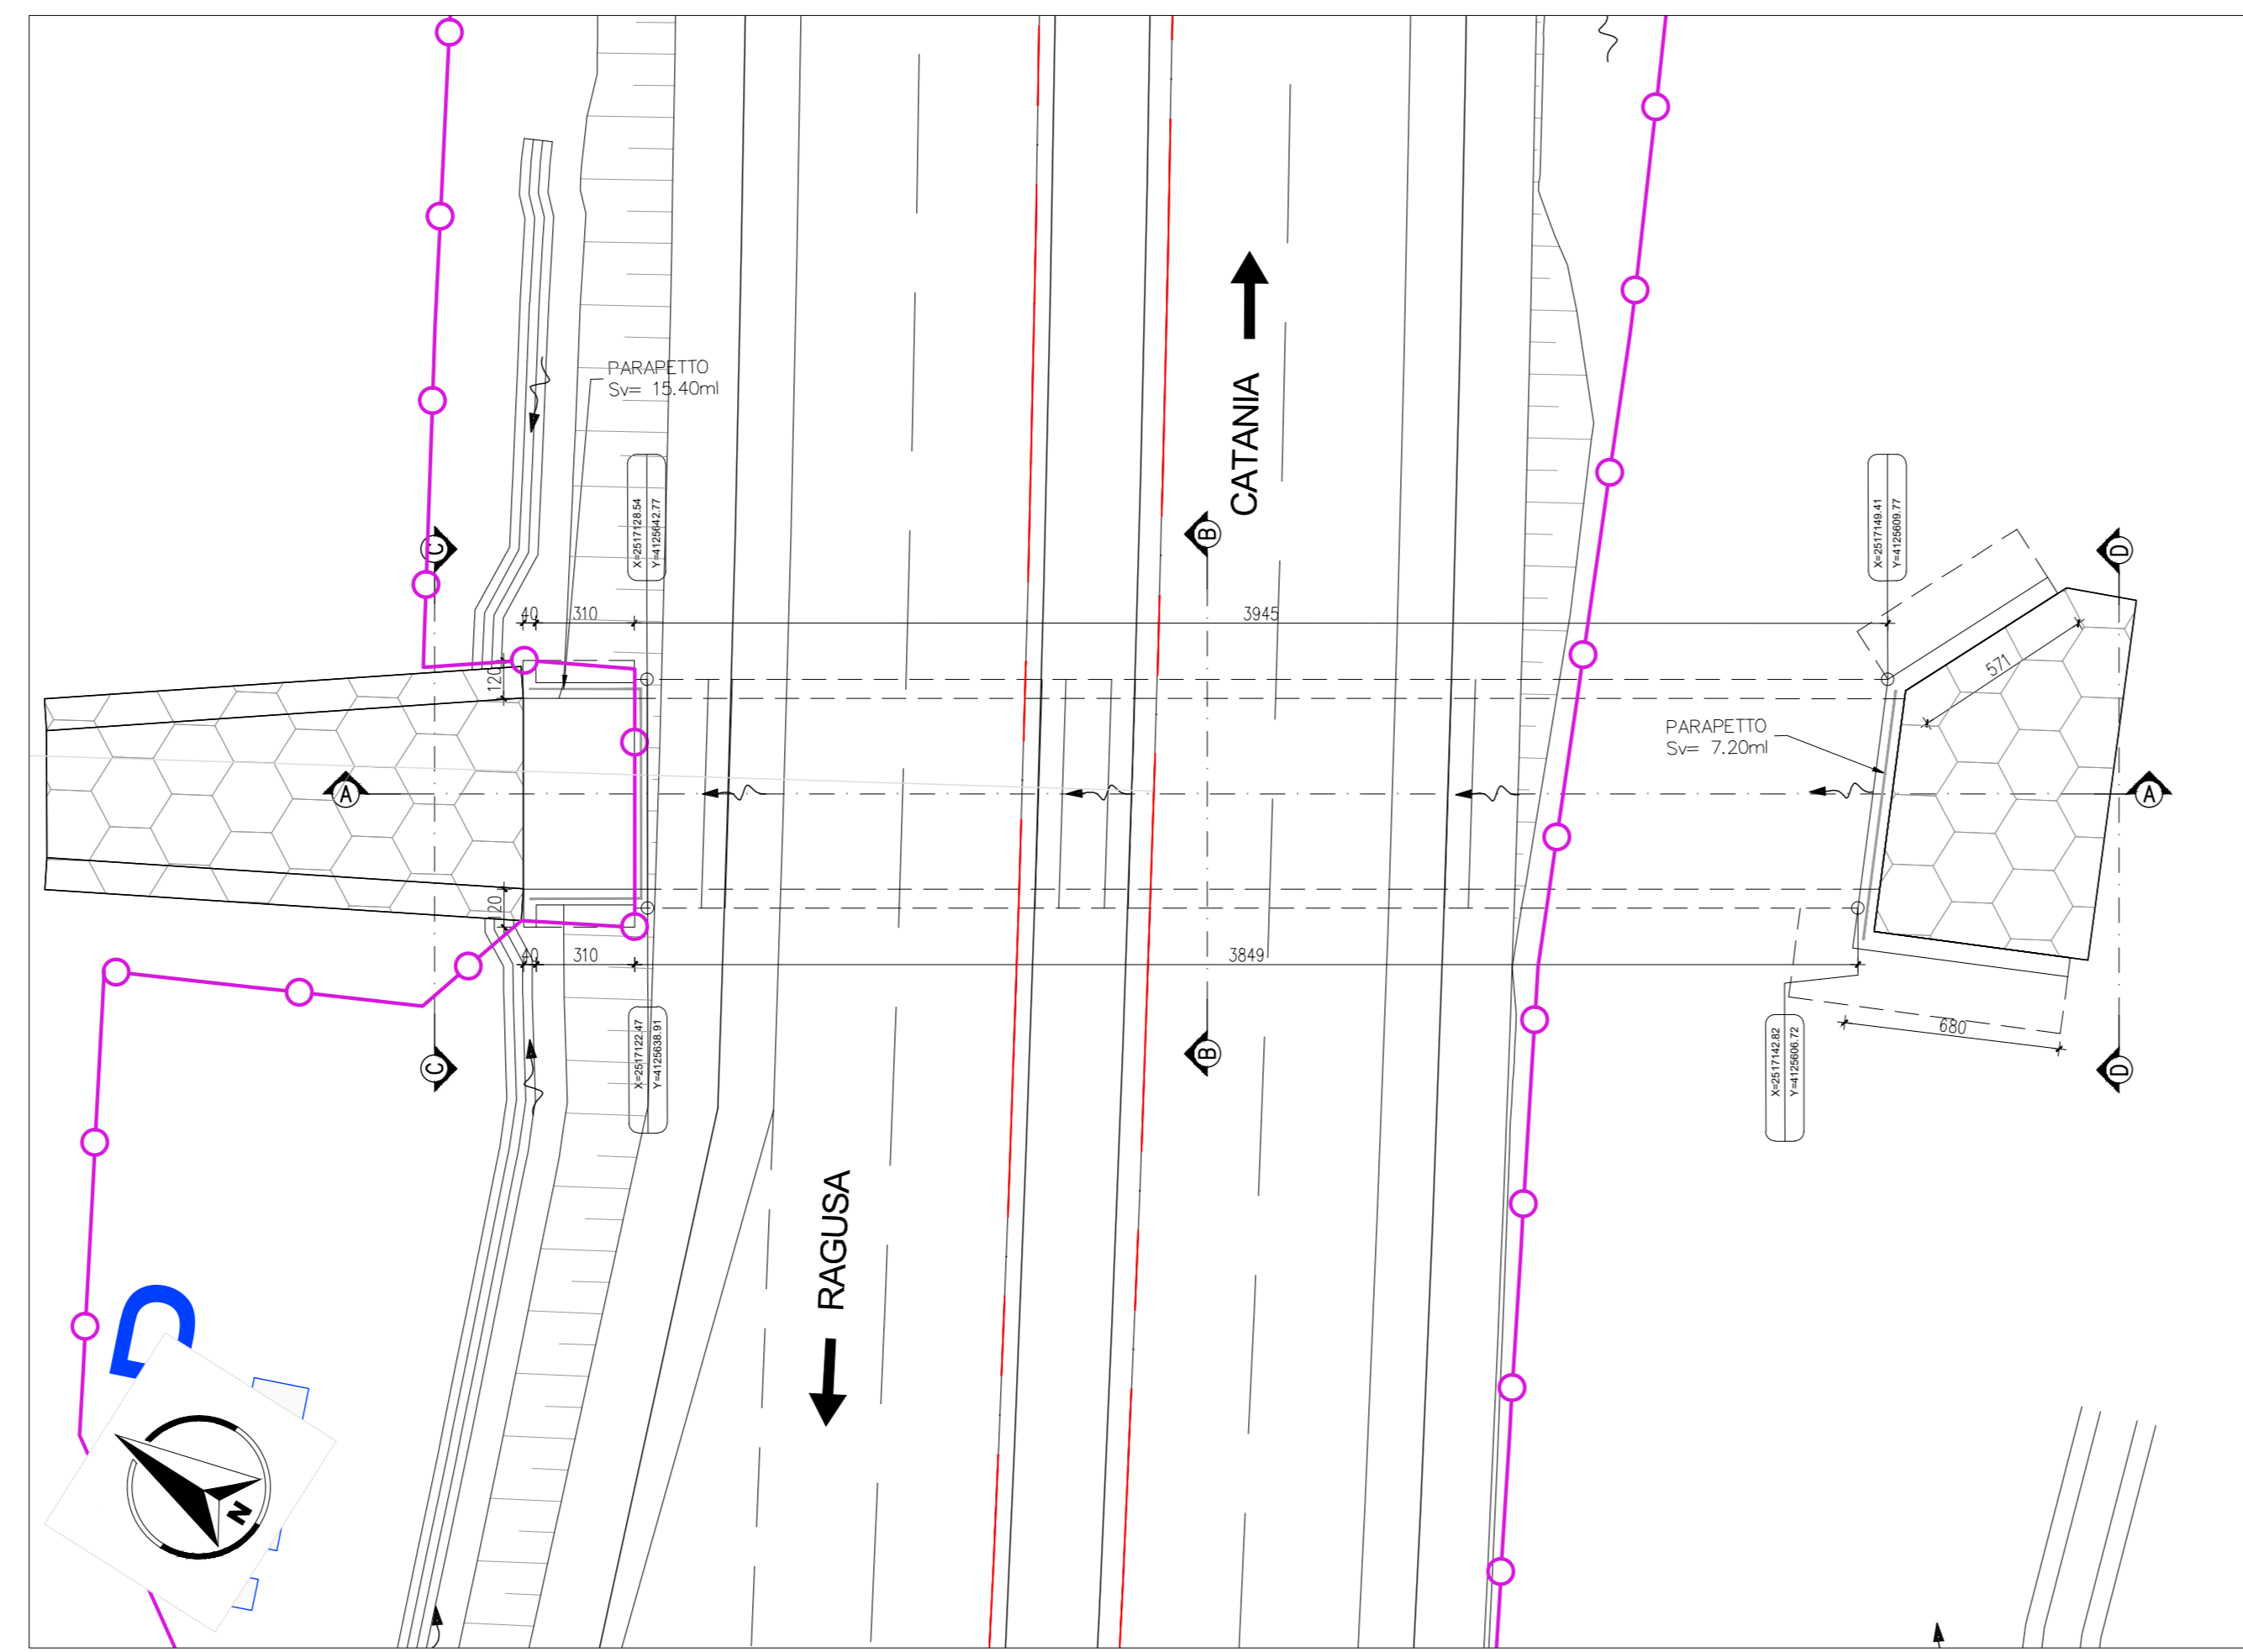 PARAPETTO
Sv= 15.40ml
CATANIA
X=2517128.54
Y=4125642.77
X=2517149.41
Y=4125609.77
C
B
D
40
310
3945
120
571
PARAPETTO
Sv= 7.20ml
A
A
120
40
310
3849
X=2517122.47
Y=4125638.91
X=2517142.82
Y=4125606.72
680
C
B
D
RAGUSA
N